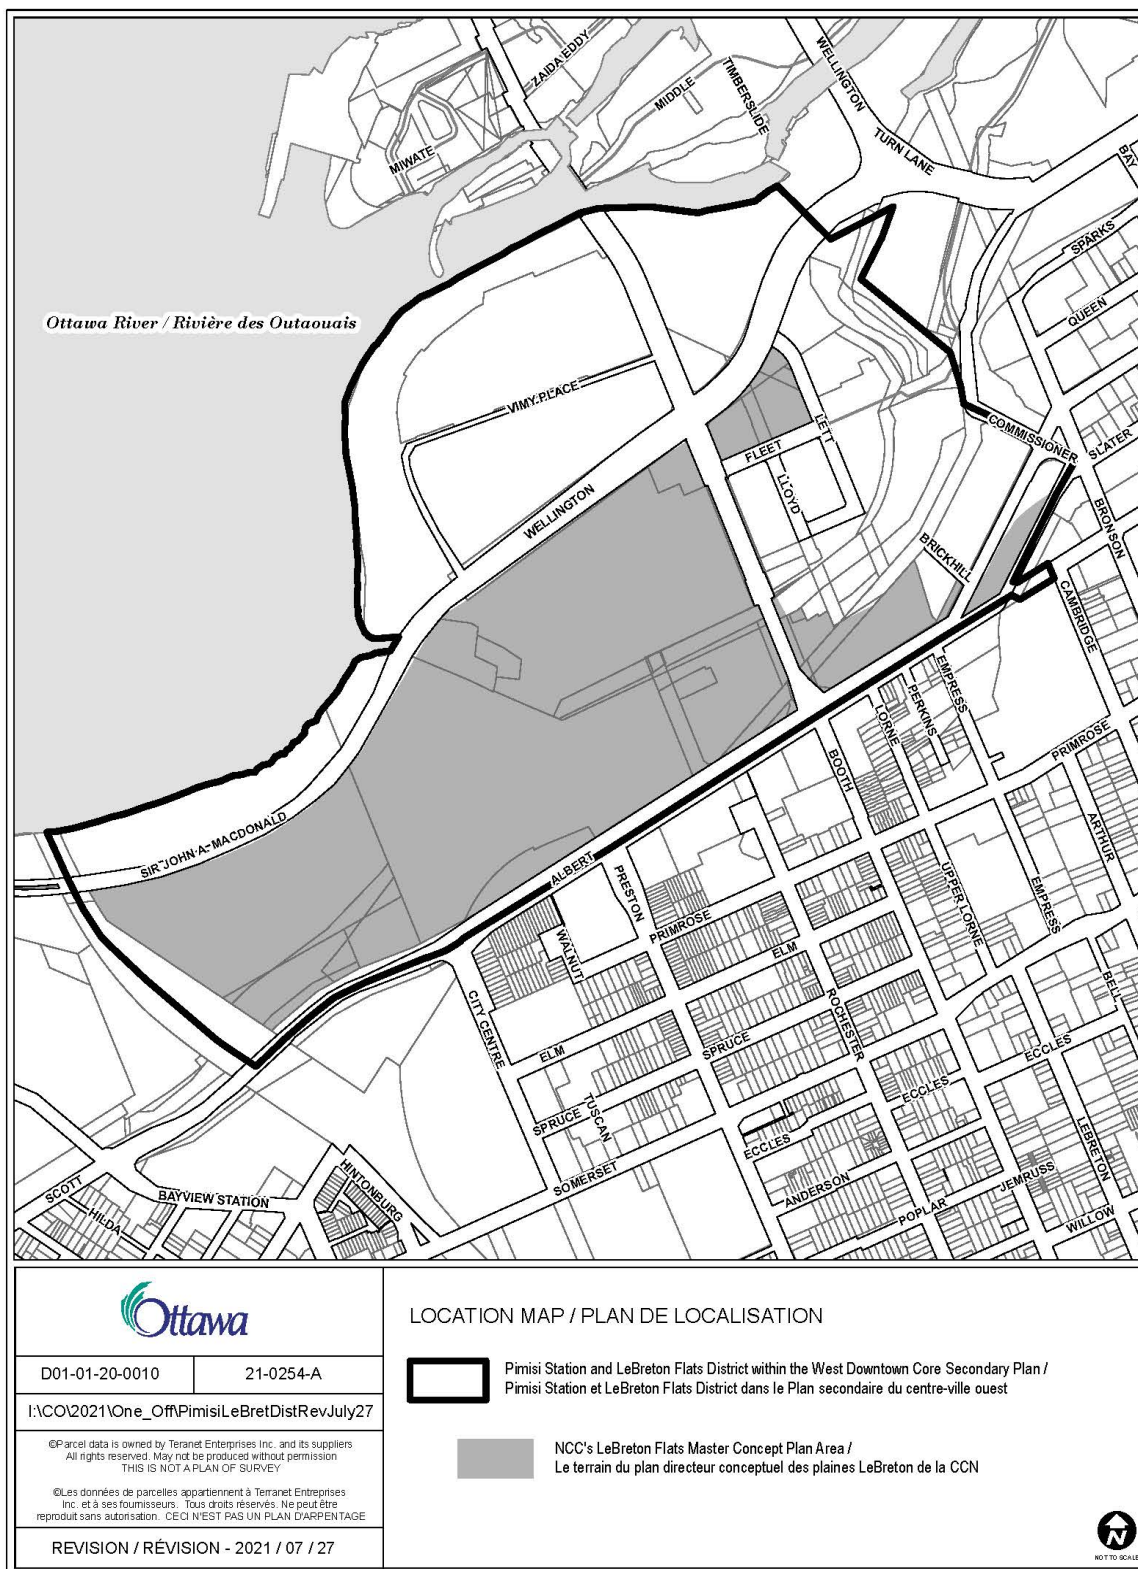 ZAIDA EDDY
WELLINGTON
TIMBERSLIDE
MIDDLE
MIWATE
TURN LANE
BAY
SPARKS
QUEEN
Ottawa River / Rivière des Outaouais
VIMY PLACE
LETT
COMMISSIONER
SLATER
FLEET
LLOYD
WELLINGTON
BRONSON
BRICKHILL
CAMBRIDGE
EMPRESS
PERKINS
LORNE
PRIMROSE
BOOTH
SIR JOHN A. MACDONALD
ARTHUR
ALBERT
PRESTON
UPPER LORNE
EMPRESS
PRIMROSE
WALNUT
ELM
BELL
CITY CENTRE
ROCHESTER
SPRUCE
ELM
ECCLES
ECCLES
TUSCAN
SPRUCE
LEBRETON
ECCLES
SOMERSET
HINTONBURG
SCOTT
BAYVIEW STATION
JEMRUSS
ANDERSON
POPLAR
HILDA
WILLOW
Ottawa
D01-01-20-0010
21-0254-A
I:\CO\2021\One_Off\PimisiLeBretDistRevJuly27
©Parcel data is owned by Teranet Enterprises Inc. and its suppliers
All rights reserved. May not be produced without permission
THIS IS NOT A PLAN OF SURVEY
©Les données de parcelles appartiennent à Terranet Entreprises
Inc. et à ses fournisseurs. Tous droits réservés. Ne peut être
reproduit sans autorisation. CECI N'EST PAS UN PLAN D'ARPENTAGE
REVISION / RÉVISION - 2021 / 07 / 27
LOCATION MAP / PLAN DE LOCALISATION
Pimisi Station and LeBreton Flats District within the West Downtown Core Secondary Plan /
Pimisi Station et LeBreton Flats District dans le Plan secondaire du centre-ville ouest
NCC's LeBreton Flats Master Concept Plan Area /
Le terrain du plan directeur conceptuel des plaines LeBreton de la CCN
N
NOT TO SCALE